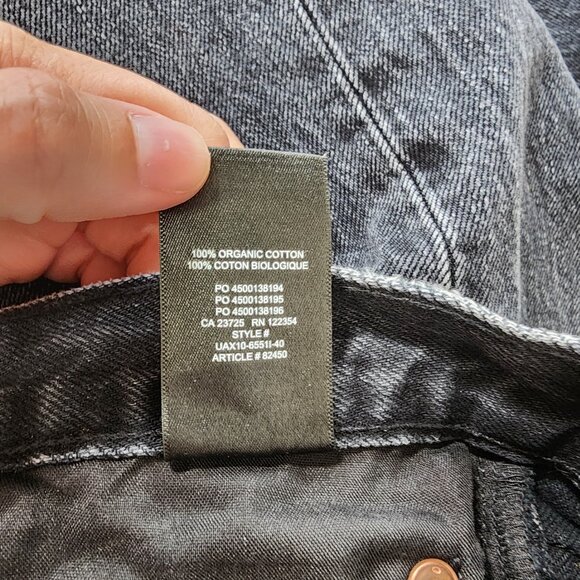 100% ORGANIC COTTON
100% COTON BIOLOGIQUE
PO 4500138194
PO 4500138195
PO 4500138196
CA 23725 RN 122354
STYLE #
UAX10-6551I-40
ARTICLE # 82450